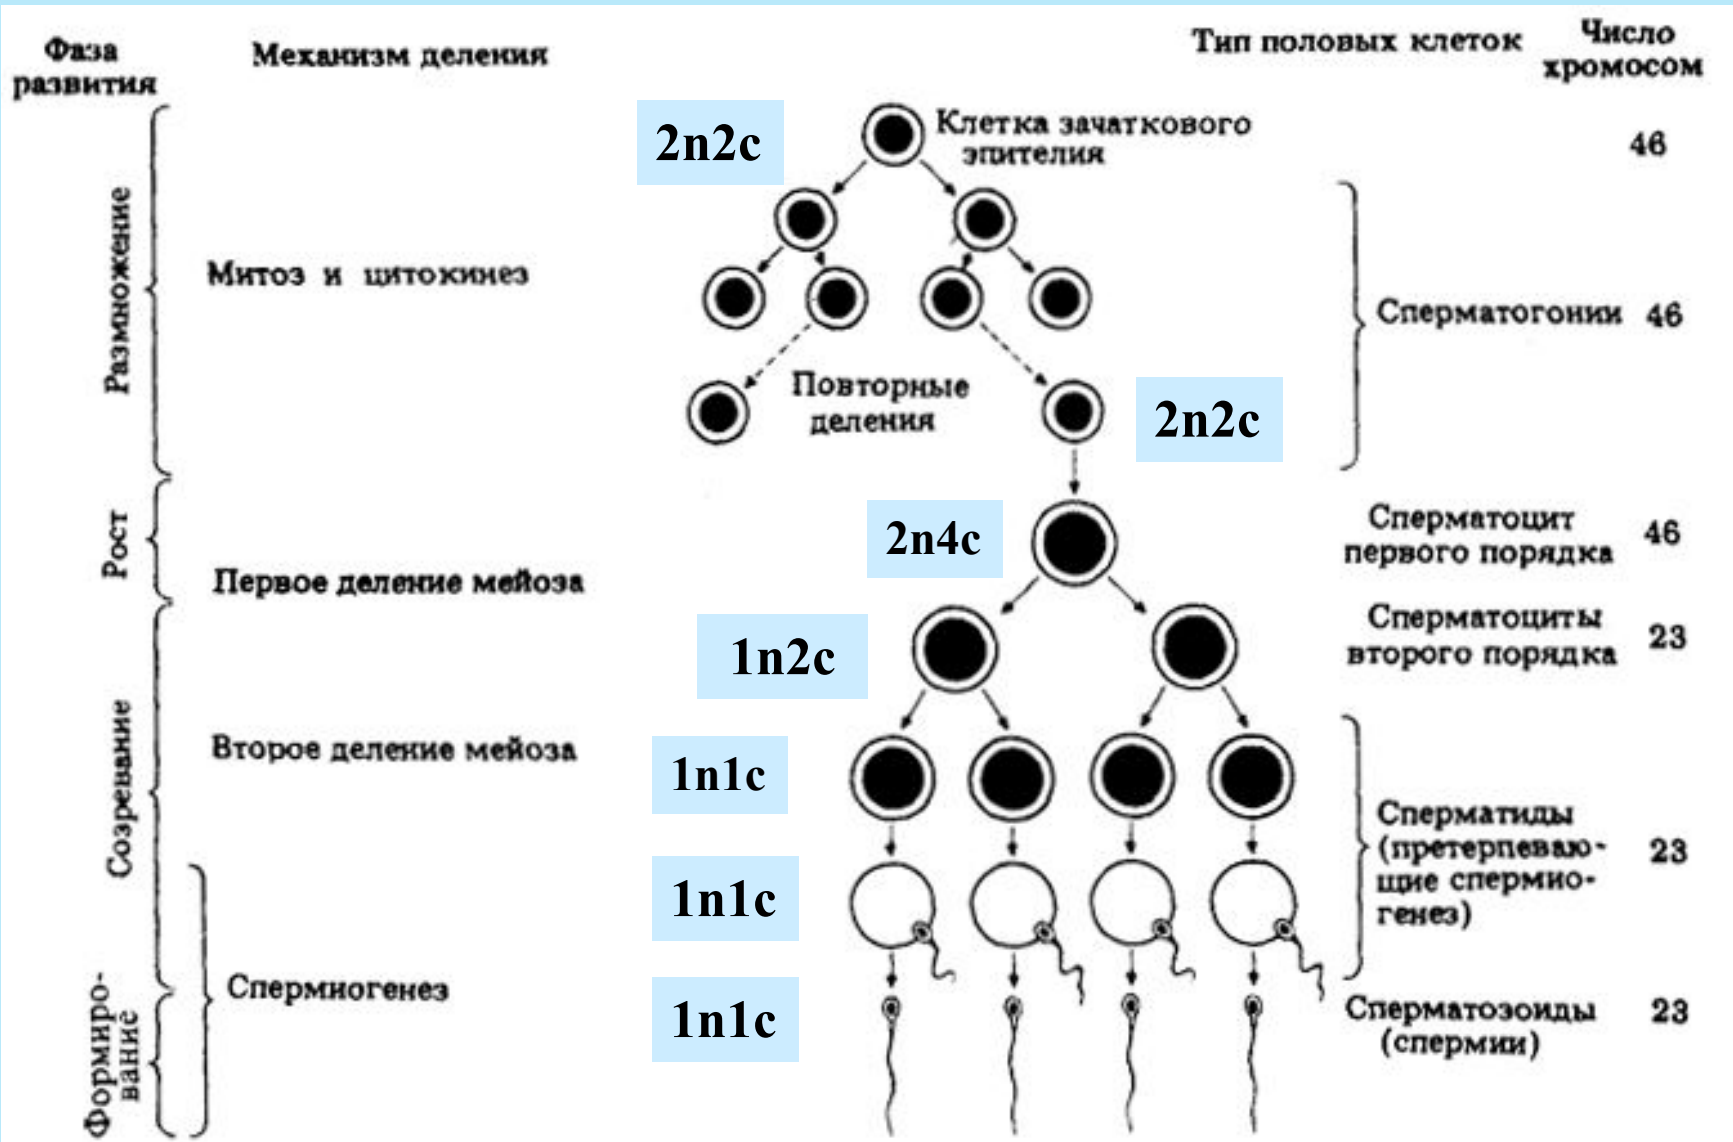 Фаза
развития
Механизм деления
Тип половых клеток
Число
хромосом
Размножение
2n2c
Клетка зачаткового
эпителия
46
Митоз и цитокинез
Сперматогонии 46
Повторные
деления
2n2c
Рост
2n4c
Сперматоцит
первого порядка
46
Первое деление мейоза
Созревание
1n2c
Сперматоциты
второго порядка
23
Второе деление мейоза
1n1c
Сперматиды
(претерпеваю-
щие спермио-
генез)
23
1n1c
Формиро-
вание
Спермиогенез
1n1c
Сперматозоиды
(спермии)
23